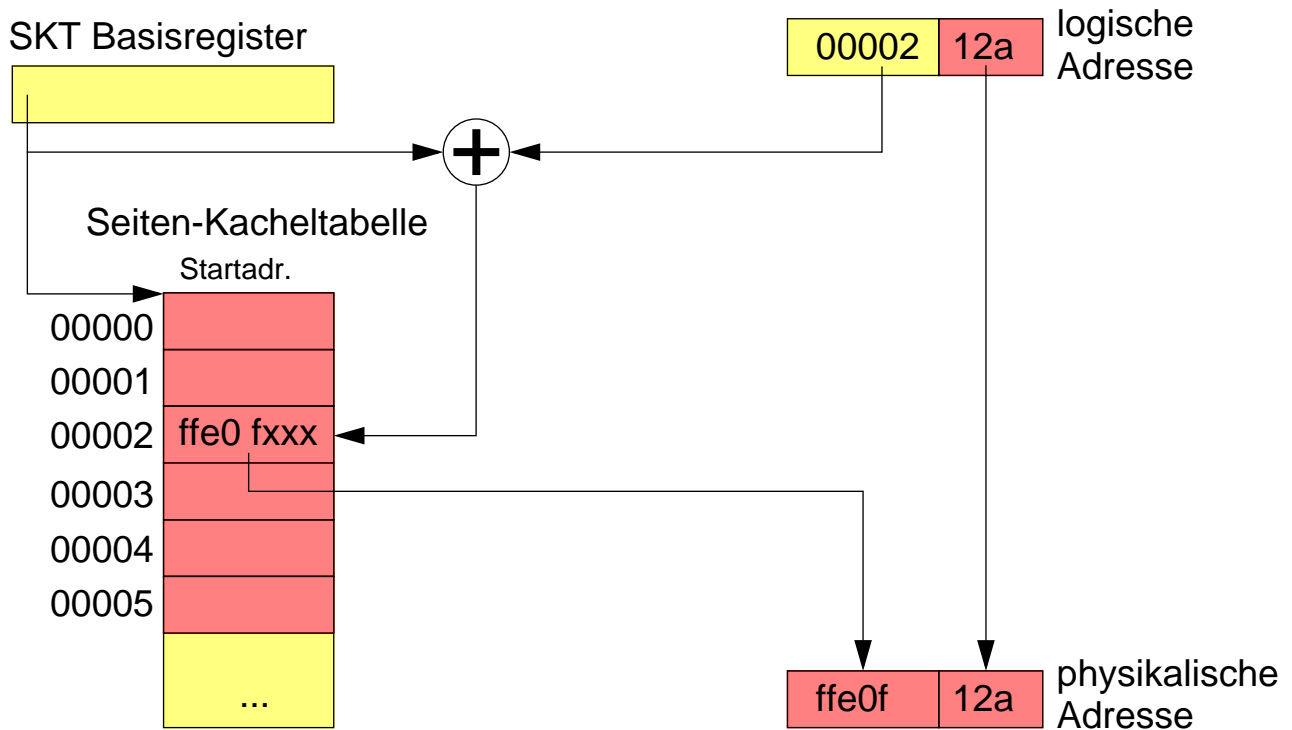 SKT Basisregister
00002 12a
logische
Adresse
+
Seiten-Kacheltabelle
Startadr.
00000
00001
00002 ffe0 fxxx
00003
00004
00005
...
ffe0f 12a
physikalische
Adresse